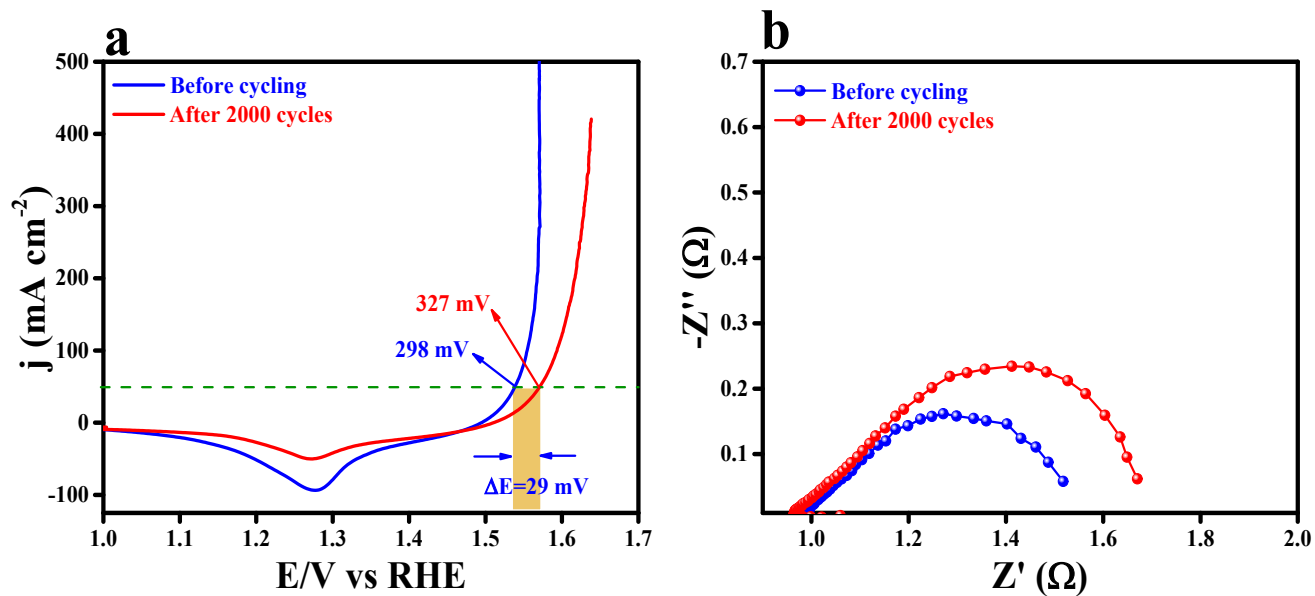 a
500
400
300
200
100
0
-100
j (mA cm⁻²)
Before cycling
After 2000 cycles
327 mV
298 mV
ΔE=29 mV
1.0 1.1 1.2 1.3 1.4 1.5 1.6 1.7
E/V vs RHE
b
0.7
0.6
0.5
0.4
0.3
0.2
0.1
-Z'' (Ω)
Before cycling
After 2000 cycles
1.0 1.2 1.4 1.6 1.8 2.0
Z' (Ω)